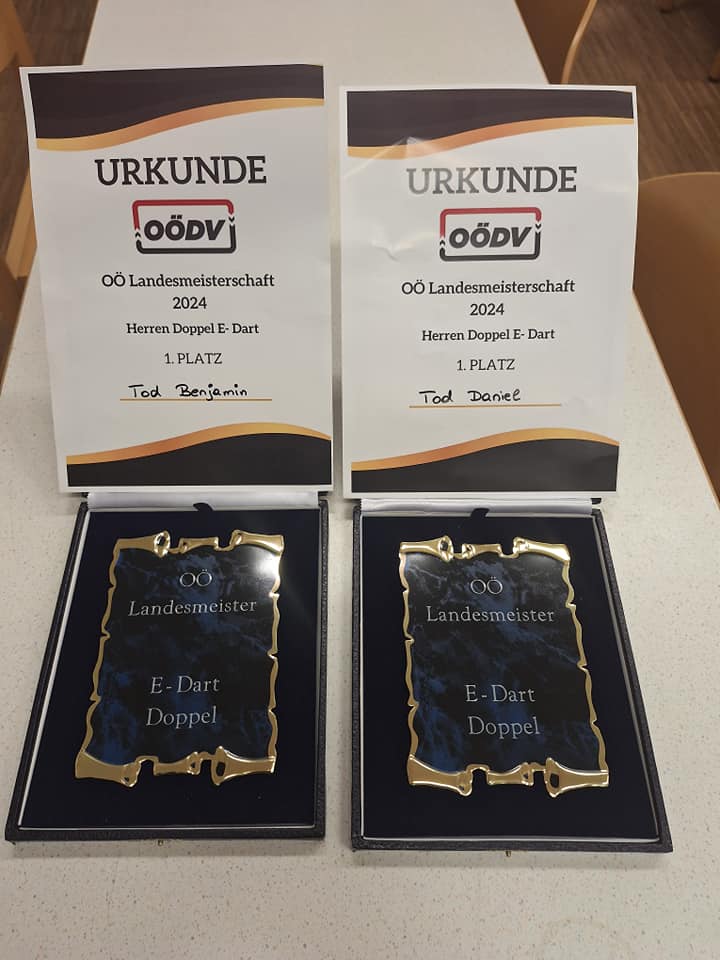 URKUNDE
OÖDV
OÖ Landesmeisterschaft
2024
Herren Doppel E- Dart
1. PLATZ
Tod Benjamin
URKUNDE
OÖDV
OÖ Landesmeisterschaft
2024
Herren Doppel E- Dart
1. PLATZ
Tod Daniel
OÖ
Landesmeister
E-Dart
Doppel
OÖ
Landesmeister
E-Dart
Doppel